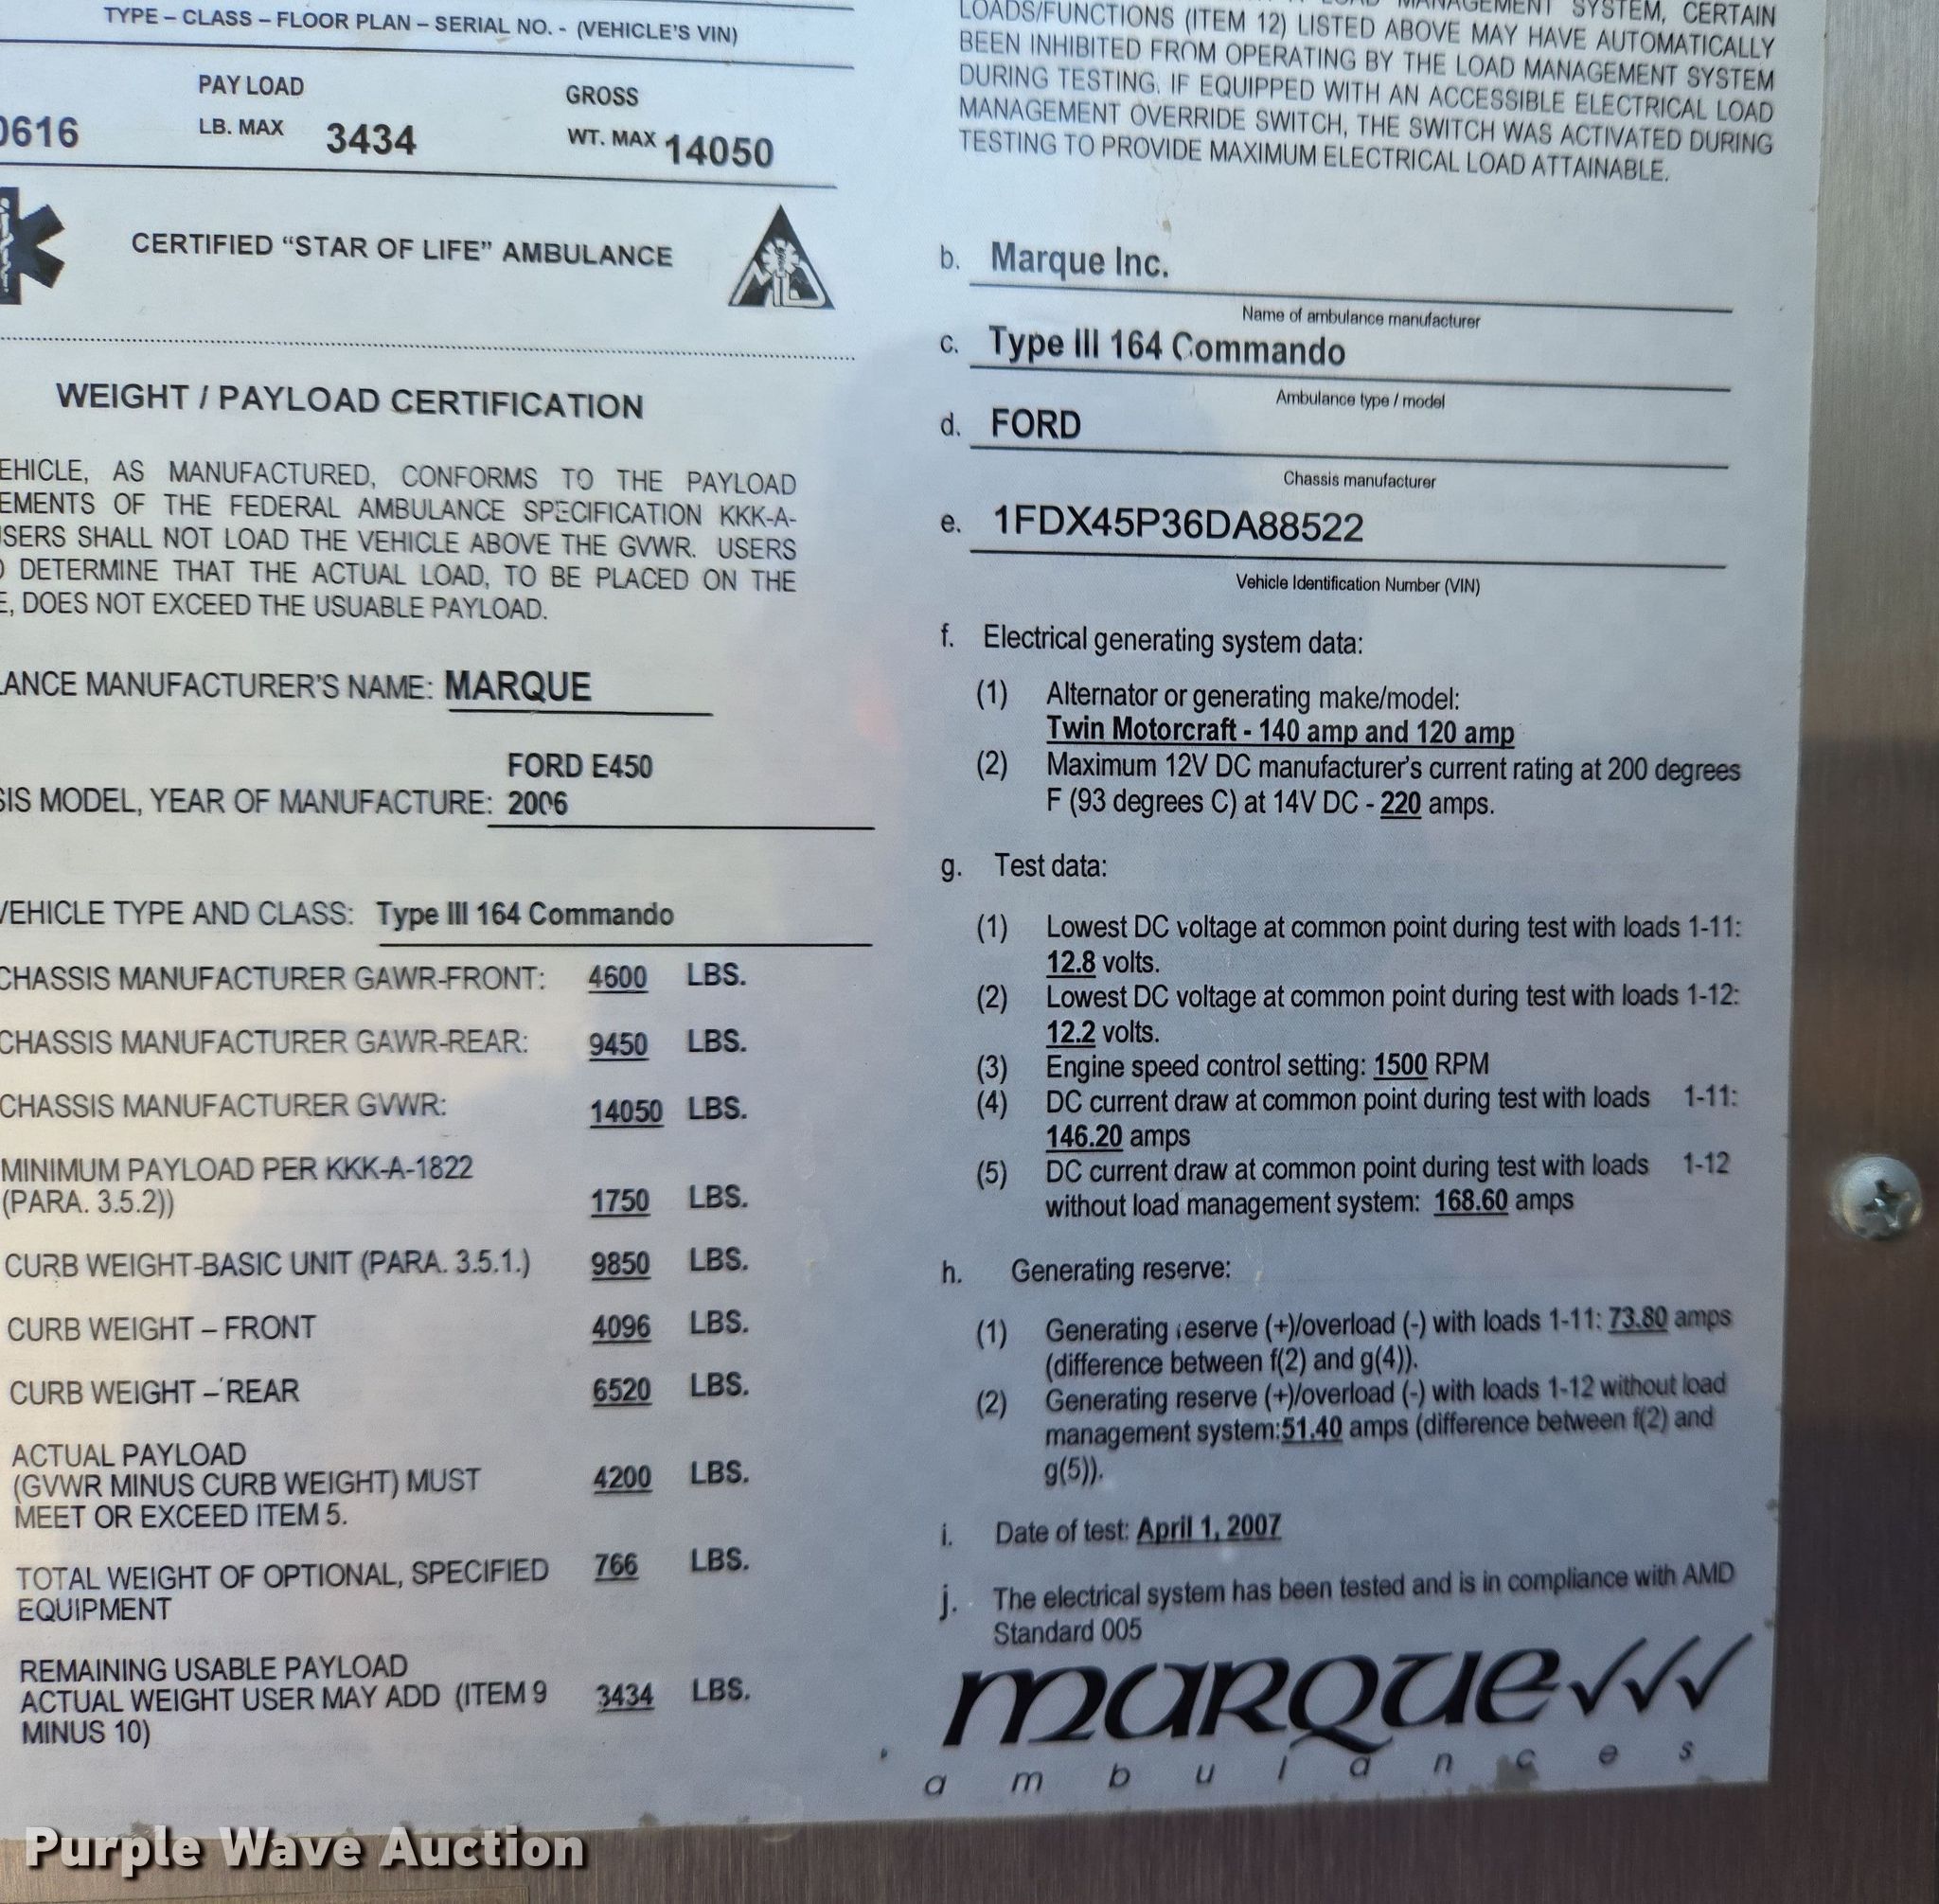 TYPE – CLASS – FLOOR PLAN – SERIAL NO. - (VEHICLE'S VIN)
0616
PAY LOAD
LB. MAX 3434
GROSS
WT. MAX 14050
CERTIFIED “STAR OF LIFE” AMBULANCE
WEIGHT / PAYLOAD CERTIFICATION
EHICLE, AS MANUFACTURED, CONFORMS TO THE PAYLOAD
EMENTS OF THE FEDERAL AMBULANCE SPECIFICATION KKK-A-
SERS SHALL NOT LOAD THE VEHICLE ABOVE THE GVWR. USERS
DETERMINE THAT THE ACTUAL LOAD, TO BE PLACED ON THE
E, DOES NOT EXCEED THE USUABLE PAYLOAD.
LANCE MANUFACTURER'S NAME: MARQUE
FORD E450
SIS MODEL, YEAR OF MANUFACTURE: 2006
VEHICLE TYPE AND CLASS: Type III 164 Commando
CHASSIS MANUFACTURER GAWR-FRONT: 4600 LBS.
CHASSIS MANUFACTURER GAWR-REAR: 9450 LBS.
CHASSIS MANUFACTURER GVWR: 14050 LBS.
MINIMUM PAYLOAD PER KKK-A-1822
(PARA. 3.5.2)) 1750 LBS.
CURB WEIGHT-BASIC UNIT (PARA. 3.5.1.) 9850 LBS.
CURB WEIGHT – FRONT 4096 LBS.
CURB WEIGHT – REAR 6520 LBS.
ACTUAL PAYLOAD
(GVWR MINUS CURB WEIGHT) MUST 4200 LBS.
MEET OR EXCEED ITEM 5.
TOTAL WEIGHT OF OPTIONAL, SPECIFIED 766 LBS.
EQUIPMENT
REMAINING USABLE PAYLOAD
ACTUAL WEIGHT USER MAY ADD (ITEM 9 3434 LBS.
MINUS 10)
MANAGEMENT SYSTEM, CERTAIN
LOADS/FUNCTIONS (ITEM 12) LISTED ABOVE MAY HAVE AUTOMATICALLY
BEEN INHIBITED FROM OPERATING BY THE LOAD MANAGEMENT SYSTEM
DURING TESTING. IF EQUIPPED WITH AN ACCESSIBLE ELECTRICAL LOAD
MANAGEMENT OVERRIDE SWITCH, THE SWITCH WAS ACTIVATED DURING
TESTING TO PROVIDE MAXIMUM ELECTRICAL LOAD ATTAINABLE.
b. Marque Inc.
Name of ambulance manufacturer
c. Type III 164 Commando
Ambulance type / model
d. FORD
Chassis manufacturer
e. 1FDX45P36DA88522
Vehicle Identification Number (VIN)
f. Electrical generating system data:
(1) Alternator or generating make/model:
Twin Motorcraft - 140 amp and 120 amp
(2) Maximum 12V DC manufacturer's current rating at 200 degrees
F (93 degrees C) at 14V DC - 220 amps.
g. Test data:
(1) Lowest DC voltage at common point during test with loads 1-11:
12.8 volts.
(2) Lowest DC voltage at common point during test with loads 1-12:
12.2 volts.
(3) Engine speed control setting: 1500 RPM
(4) DC current draw at common point during test with loads 1-11:
146.20 amps
(5) DC current draw at common point during test with loads 1-12
without load management system: 168.60 amps
h. Generating reserve:
(1) Generating reserve (+)/overload (-) with loads 1-11: 73.80 amps
(difference between f(2) and g(4)).
(2) Generating reserve (+)/overload (-) with loads 1-12 without load
management system:51.40 amps (difference between f(2) and
g(5)).
i. Date of test: April 1, 2007
j. The electrical system has been tested and is in compliance with AMD
Standard 005
marque
ambulances
Purple Wave Auction